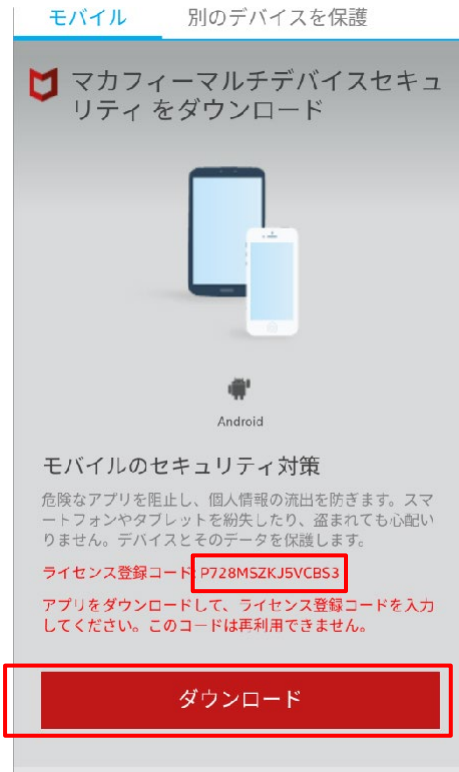 モバイル 別のデバイスを保護
マカフィーマルチデバイスセキュ
リティ をダウンロード
Android
モバイルのセキュリティ対策
危険なアプリを阻止し、個人情報の流出を防ぎます。スマ
ートフォンやタブレットを紛失したり、盗まれても心配い
りません。デバイスとそのデータを保護します。
ライセンス登録コード: P728MSZKJ5VCBS3
アプリをダウンロードして、ライセンス登録コードを入力
してください。このコードは再利用できません。
ダウンロード